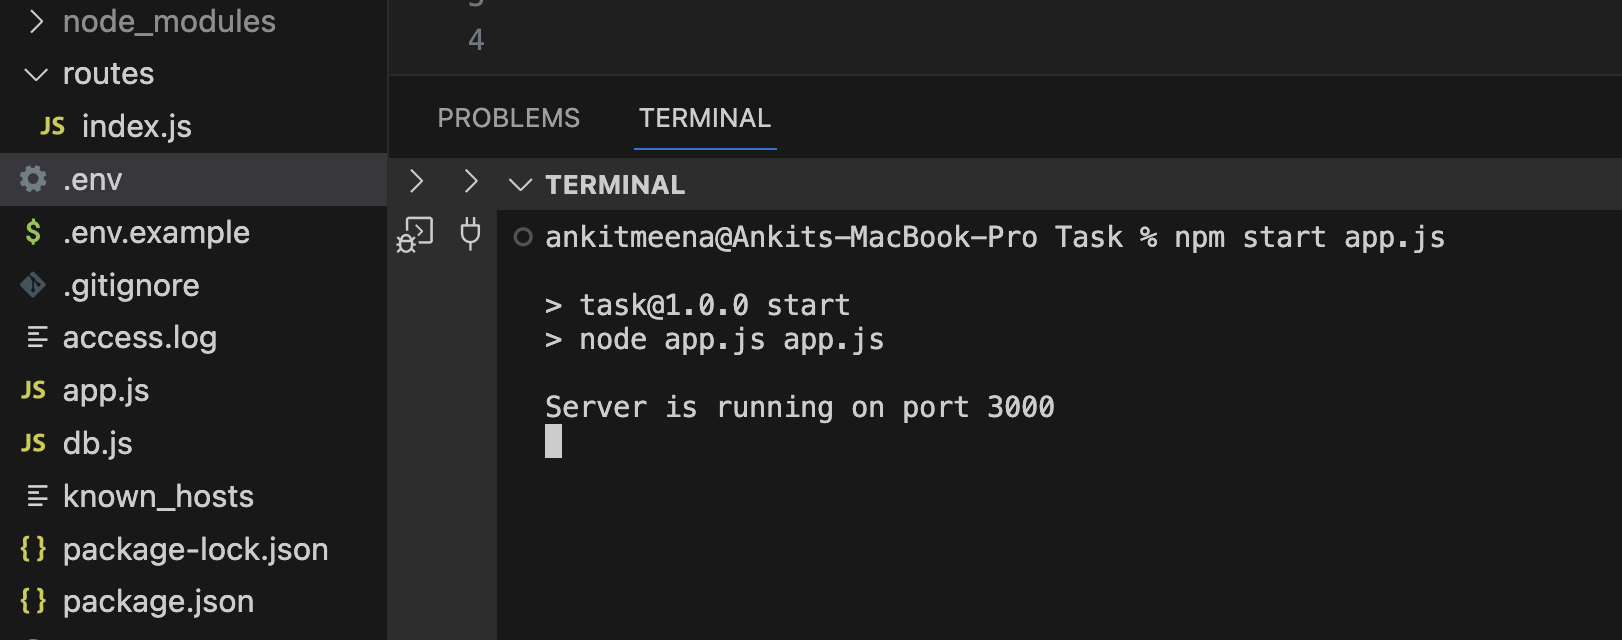 node_modules
routes
JS index.js
.env
$ .env.example
.gitignore
access.log
JS app.js
JS db.js
known_hosts
{} package-lock.json
{} package.json
4
PROBLEMS TERMINAL
TERMINAL
ankitmeena@Ankits-MacBook-Pro Task % npm start app.js
> task@1.0.0 start
> node app.js app.js
Server is running on port 3000